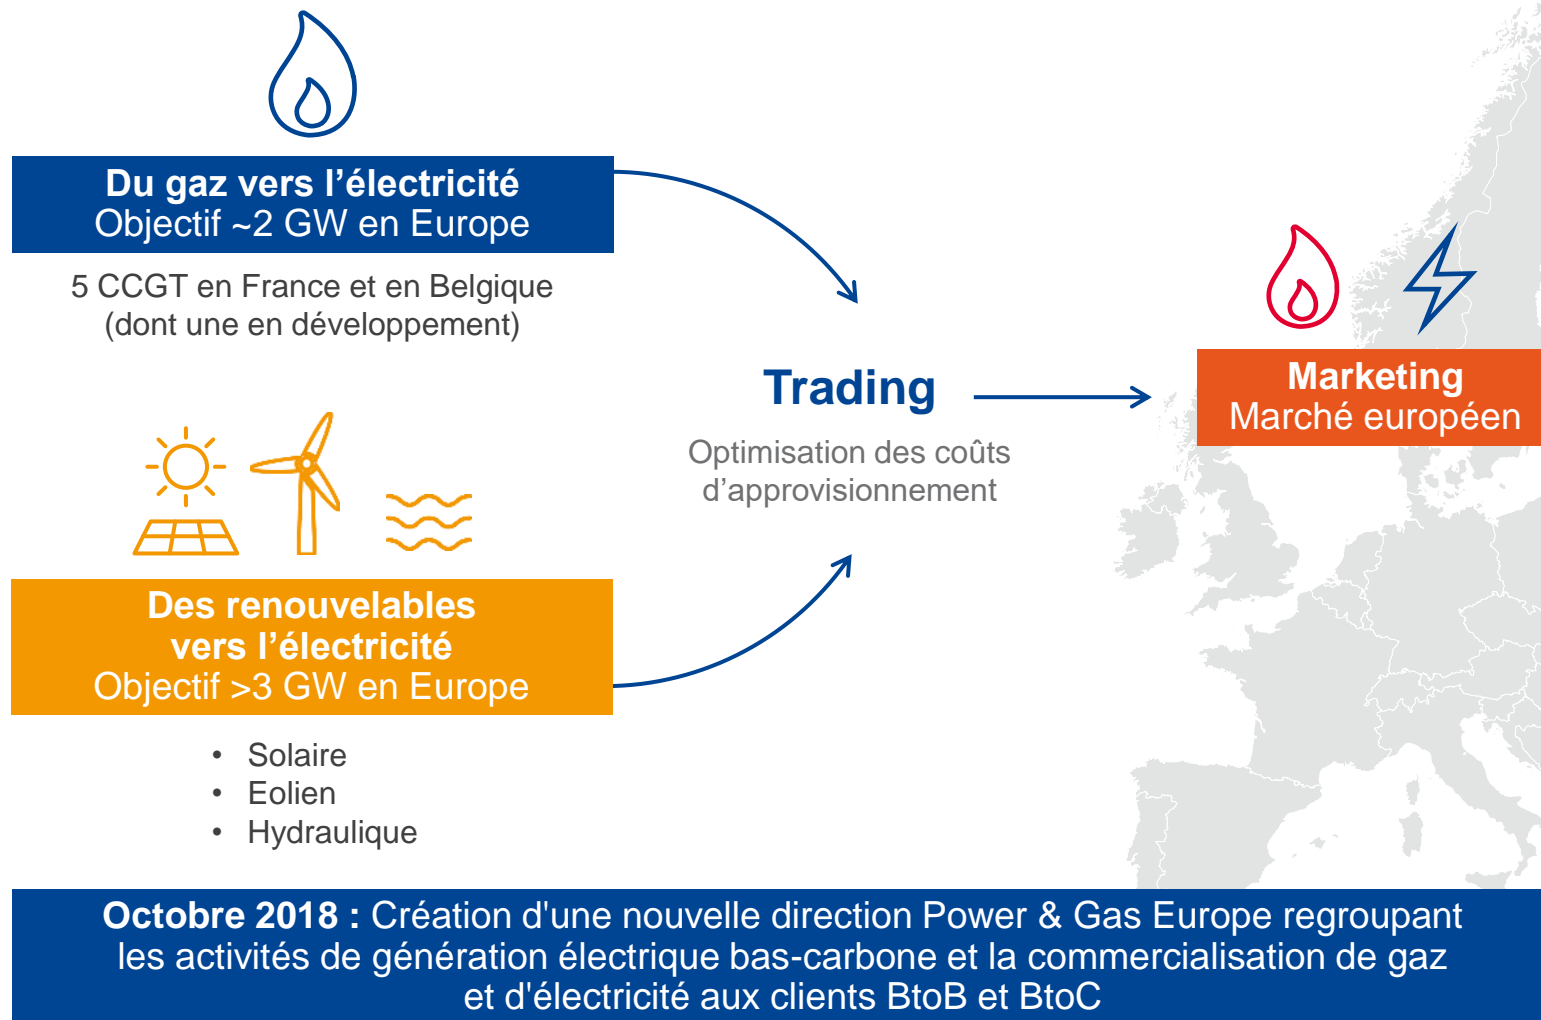 Du gaz vers l’électricité
Objectif ~2 GW en Europe
5 CCGT en France et en Belgique
(dont une en développement)
Trading
Optimisation des coûts
d’approvisionnement
Marketing
Marché européen
Des renouvelables
vers l’électricité
Objectif >3 GW en Europe
• Solaire
• Eolien
• Hydraulique
Octobre 2018 : Création d'une nouvelle direction Power & Gas Europe regroupant
les activités de génération électrique bas-carbone et la commercialisation de gaz
et d'électricité aux clients BtoB et BtoC